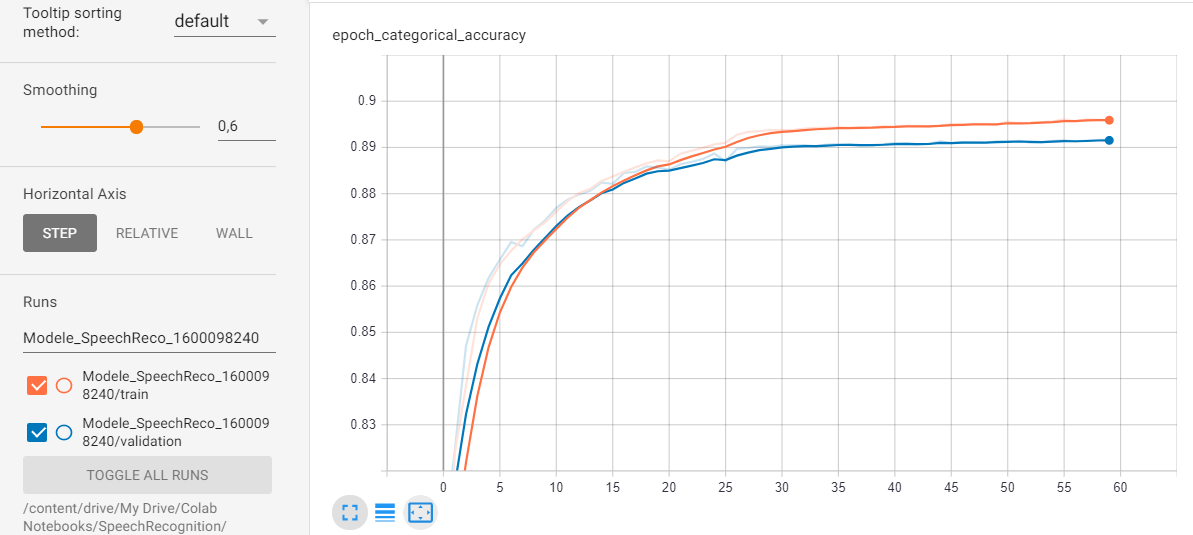 Tooltip sorting
method:
default
Smoothing
0,6
Horizontal Axis
STEP
RELATIVE
WALL
Runs
Modele_SpeechReco_1600098240
Modele_SpeechReco_160009
8240/train
Modele_SpeechReco_160009
8240/validation
TOGGLE ALL RUNS
/content/drive/My Drive/Colab
Notebooks/SpeechRecognition/
epoch_categorical_accuracy
0.9
0.89
0.88
0.87
0.86
0.85
0.84
0.83
0 5 10 15 20 25 30 35 40 45 50 55 60